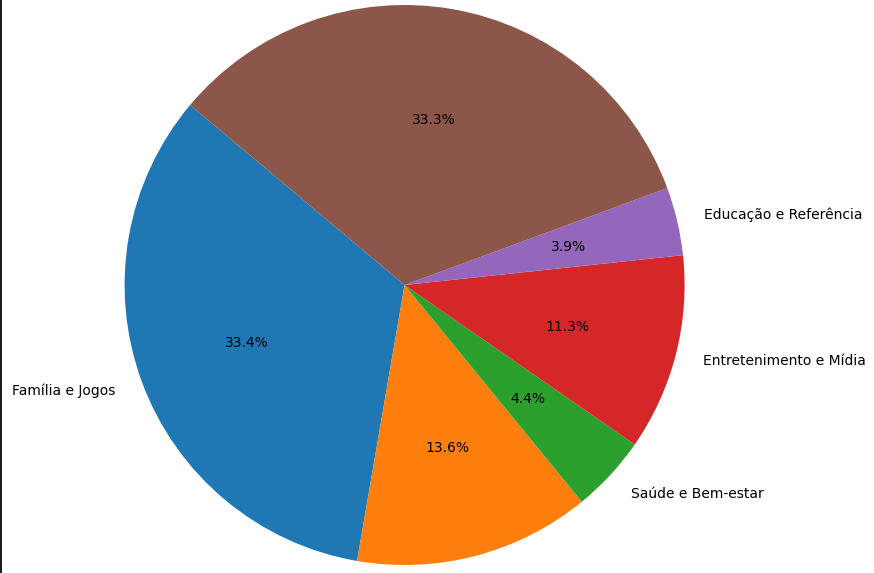 33.3%
Educação e Referência
3.9%
11.3%
33.4%
Entretenimento e Mídia
Família e Jogos
4.4%
13.6%
Saúde e Bem-estar